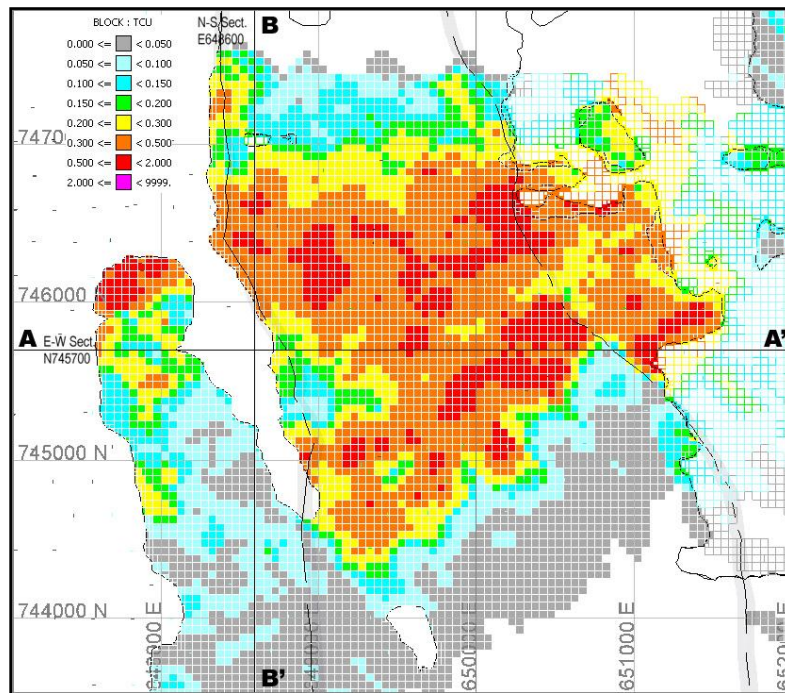 BLOCK : TCU
0.000 <= < 0.050
0.050 <= < 0.100
0.100 <= < 0.150
0.150 <= < 0.200
0.200 <= < 0.300
0.300 <= < 0.500
0.500 <= < 2.000
2.000 <= < 9999.
N-S Sect.
E648600
B
7470
746000
A
E-W Sect.
N745700
A'
745000 N
744000 N
B'
651000 E